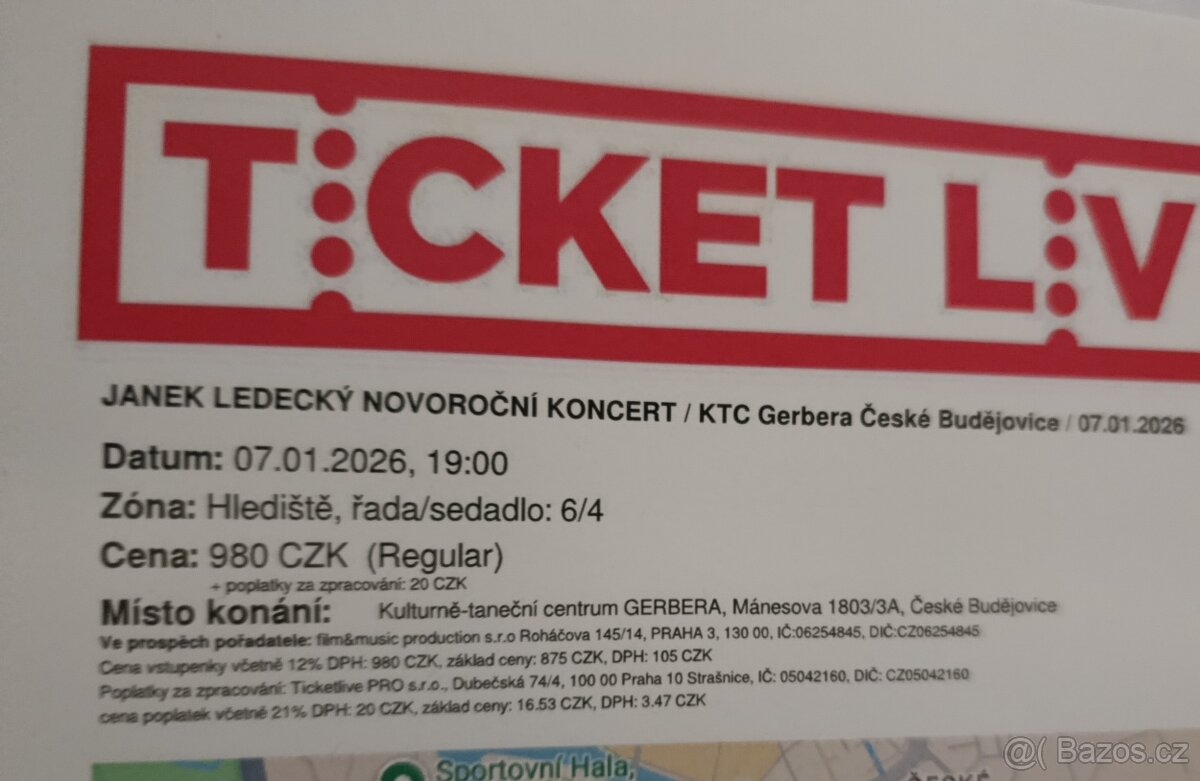 TICKET LIV
JANEK LEDECKÝ NOVOROČNÍ KONCERT / KTC Gerbera České Budějovice / 07.01.2026
Datum: 07.01.2026, 19:00
Zóna: Hlediště, řada/sedadlo: 6/4
Cena: 980 CZK (Regular)
+ poplatky za zpracování: 20 CZK
Místo konání: Kulturně-taneční centrum GERBERA, Mánesova 1803/3A, České Budějovice
Ve prospěch pořadatele: film&music production s.r.o Roháčova 145/14, PRAHA 3, 130 00, IČ:06254845, DIČ:CZ06254845
Cena vstupenky včetně 12% DPH: 980 CZK, základ ceny: 875 CZK, DPH: 105 CZK
Poplatky za zpracování: Ticketlive PRO s.r.o., Dubečská 74/4, 100 00 Praha 10 Strašnice, IČ: 05042160, DIČ: CZ05042160
cena poplatek včetně 21% DPH: 20 CZK, základ ceny: 16.53 CZK, DPH: 3.47 CZK
Sportovní Hala,
ČESKÉ
@( Bazos.cz